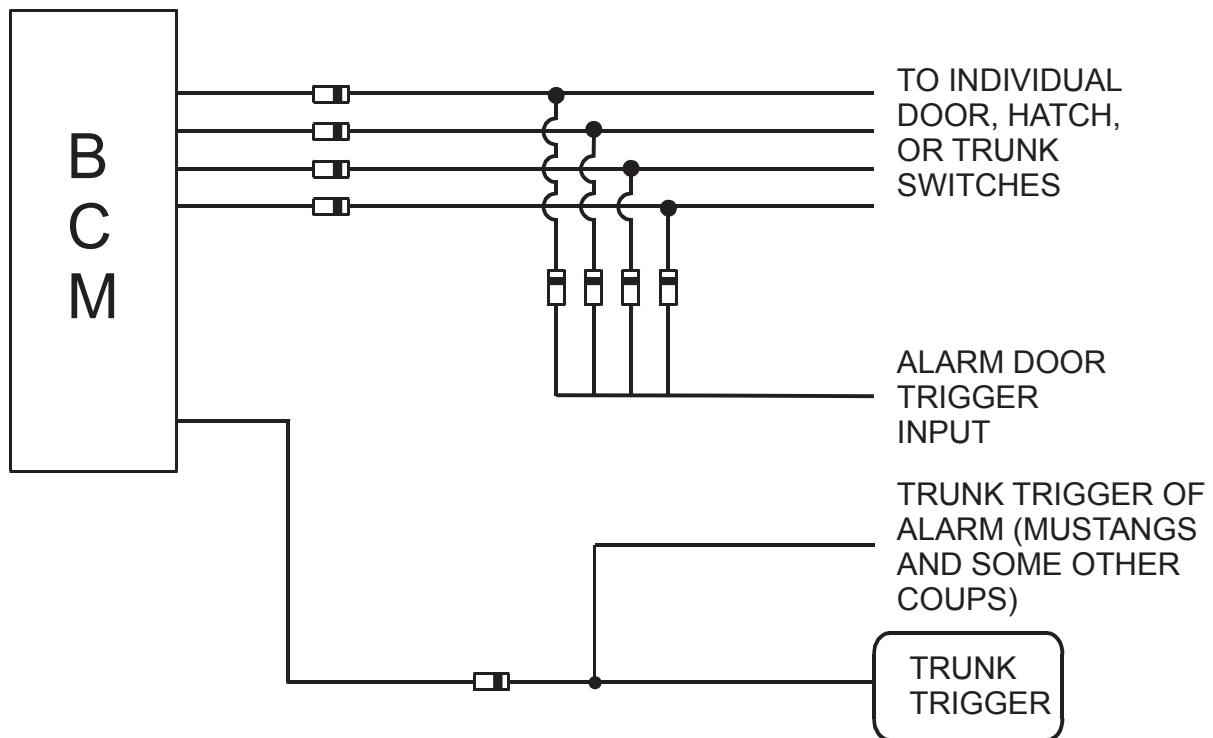 B
C
M
TO INDIVIDUAL
DOOR, HATCH,
OR TRUNK
SWITCHES
ALARM DOOR
TRIGGER
INPUT
TRUNK TRIGGER OF
ALARM (MUSTANGS
AND SOME OTHER
COUPS)
TRUNK
TRIGGER